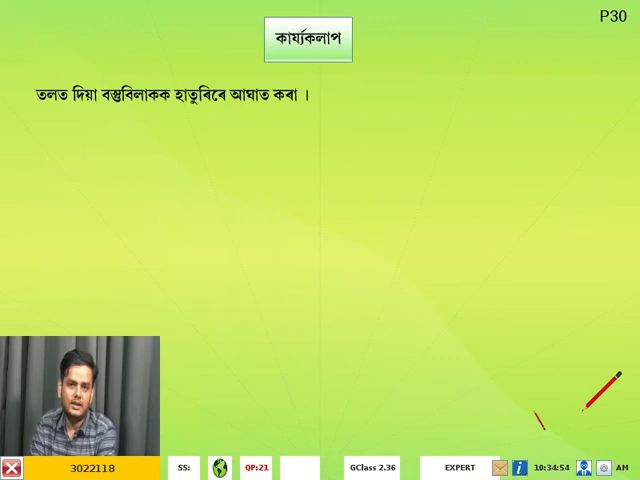 P30
কাৰ্য্যকলাপ
তলত দিয়া বস্তুবিলাকক হাতুৰিৰে আঘাত কৰা ।
3022118 SS: QP:21 GClass 2.36 EXPERT 10:34:54 AM